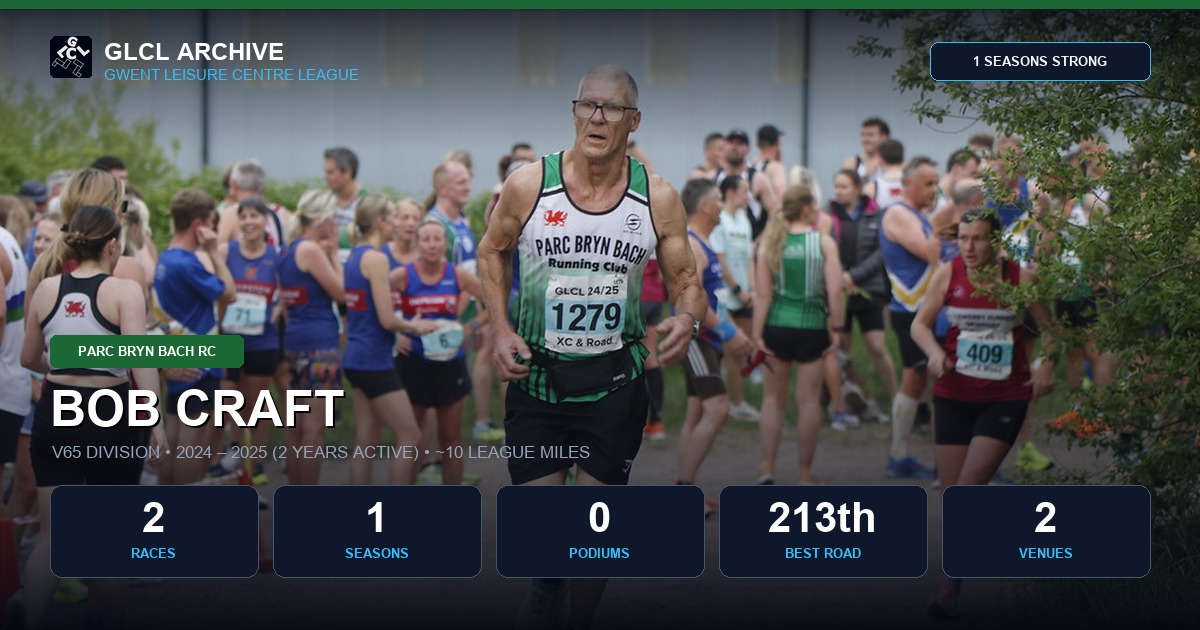 GLCL ARCHIVE
GWENT LEISURE CENTRE LEAGUE
1 SEASONS STRONG
PARC BRYN BACH
Running Club
GLCL 24/25
1279
XC & Road
71
6
409
PARC BRYN BACH RC
BOB CRAFT
V65 DIVISION • 2024 – 2025 (2 YEARS ACTIVE) • ~10 LEAGUE MILES
2
RACES
1
SEASONS
0
PODIUMS
213th
BEST ROAD
2
VENUES